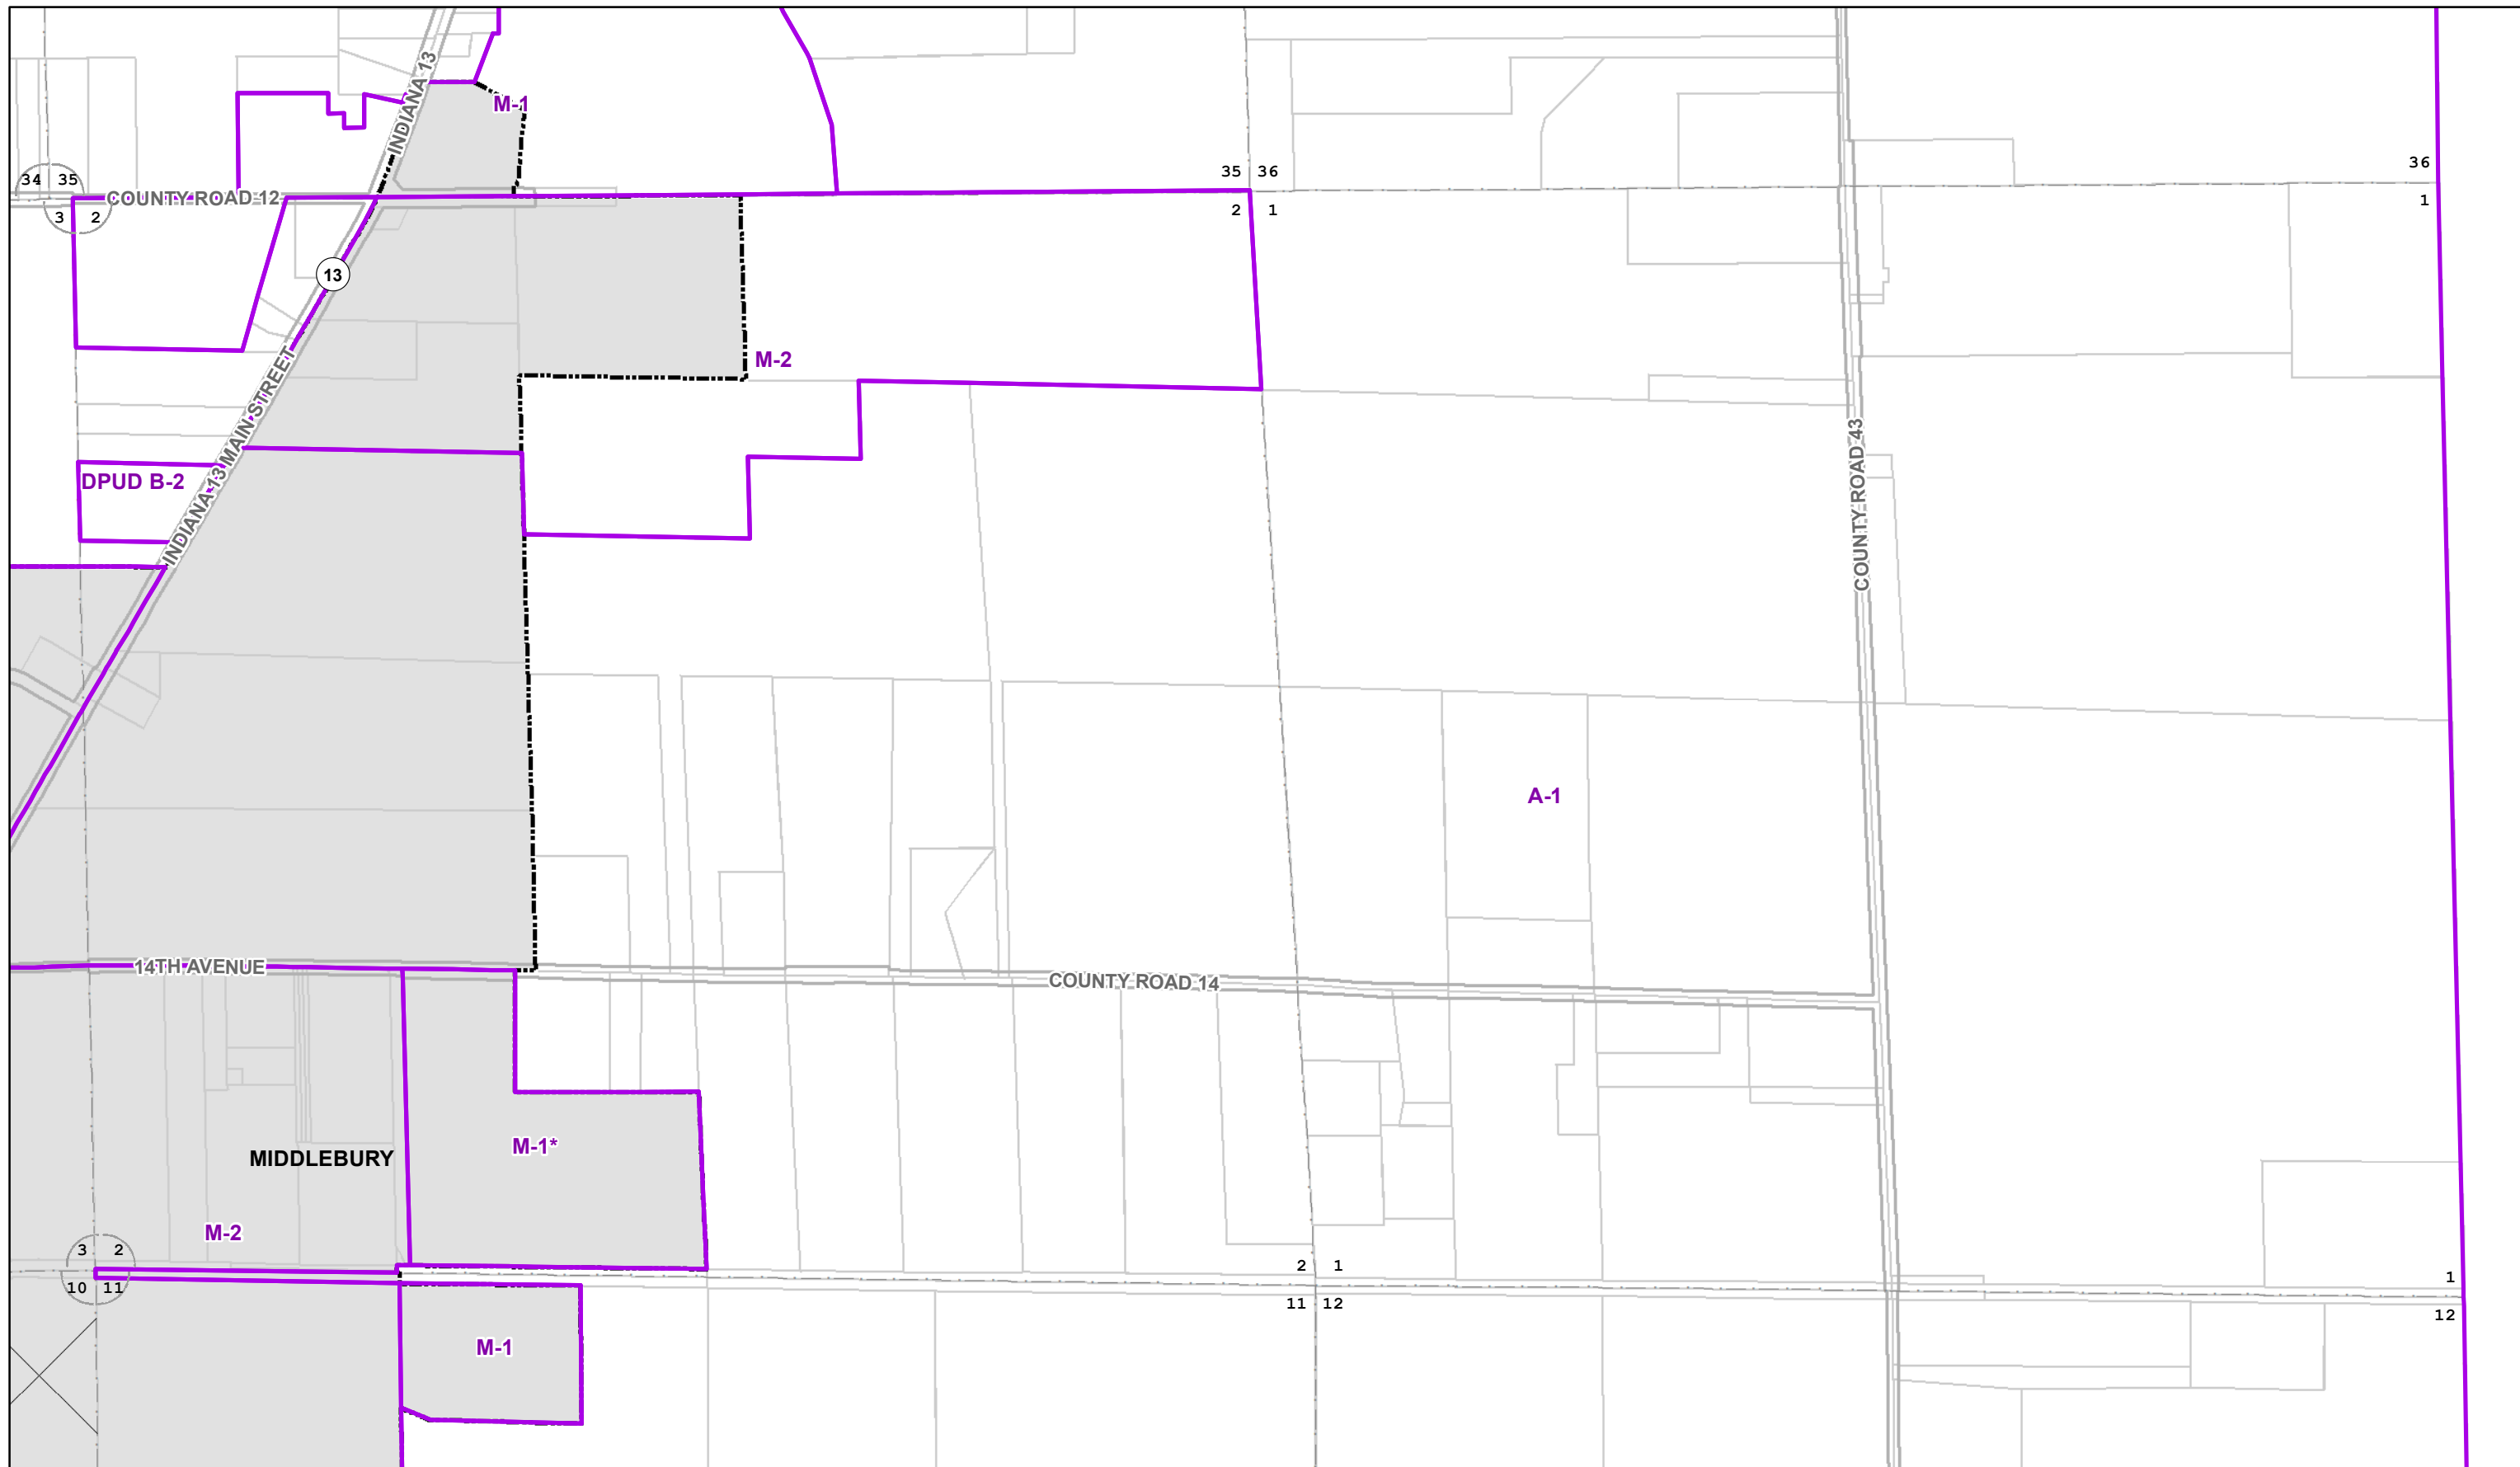 INDIANA 13
M-1
35 36
36
34 35
COUNTY ROAD 12
3 2
2 1
1
13
M-2
INDIANA 13 MAIN STREET
COUNTY ROAD 43
DPUD B-2
A-1
14TH AVENUE
COUNTY ROAD 14
M-1*
MIDDLEBURY
M-2
3 2
2 1
1
10 11
11 12
12
M-1